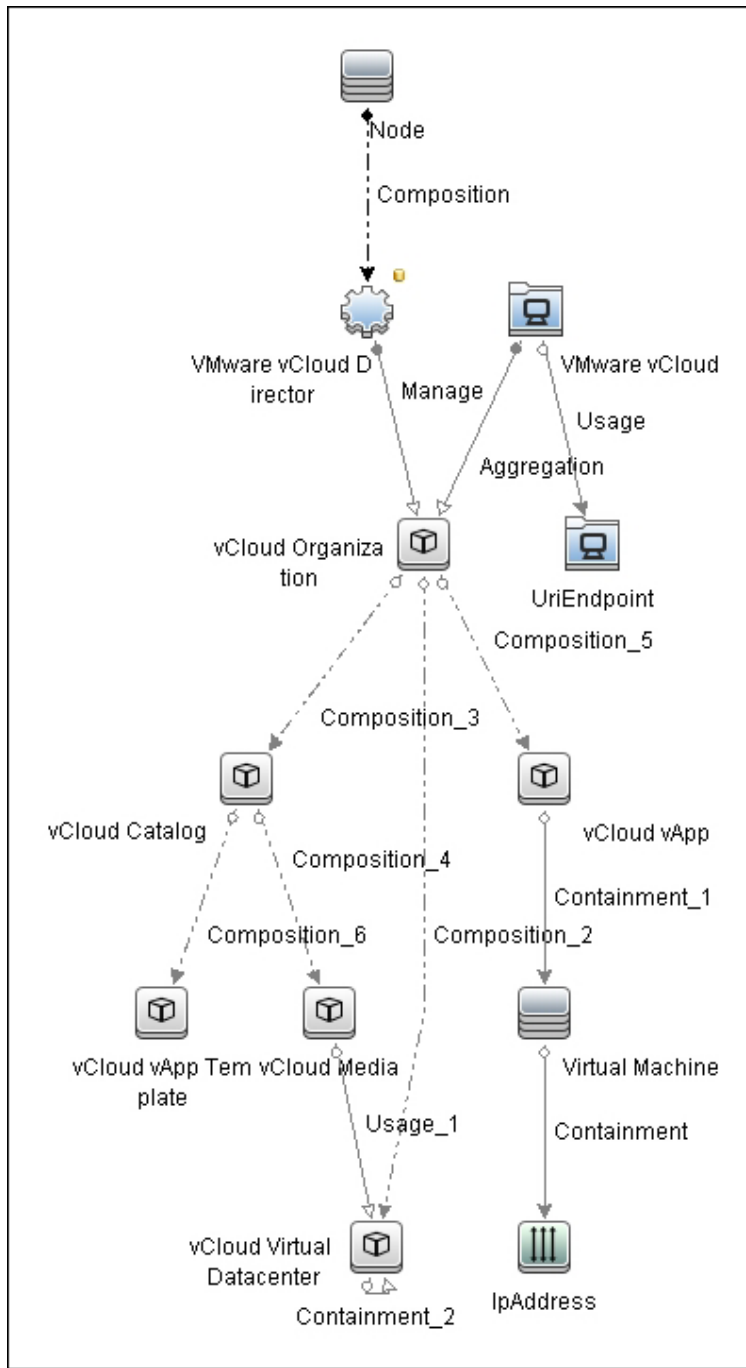 Node
Composition
VMware vCloud D
irector
VMware vCloud
Manage
Usage
Aggregation
vCloud Organiza
tion
UriEndpoint
Composition_5
Composition_3
vCloud Catalog
vCloud vApp
Composition_4
Containment_1
Composition_6
Composition_2
vCloud vApp Tem
plate
vCloud Media
Virtual Machine
Usage_1
Containment
vCloud Virtual
Datacenter
IpAddress
Containment_2